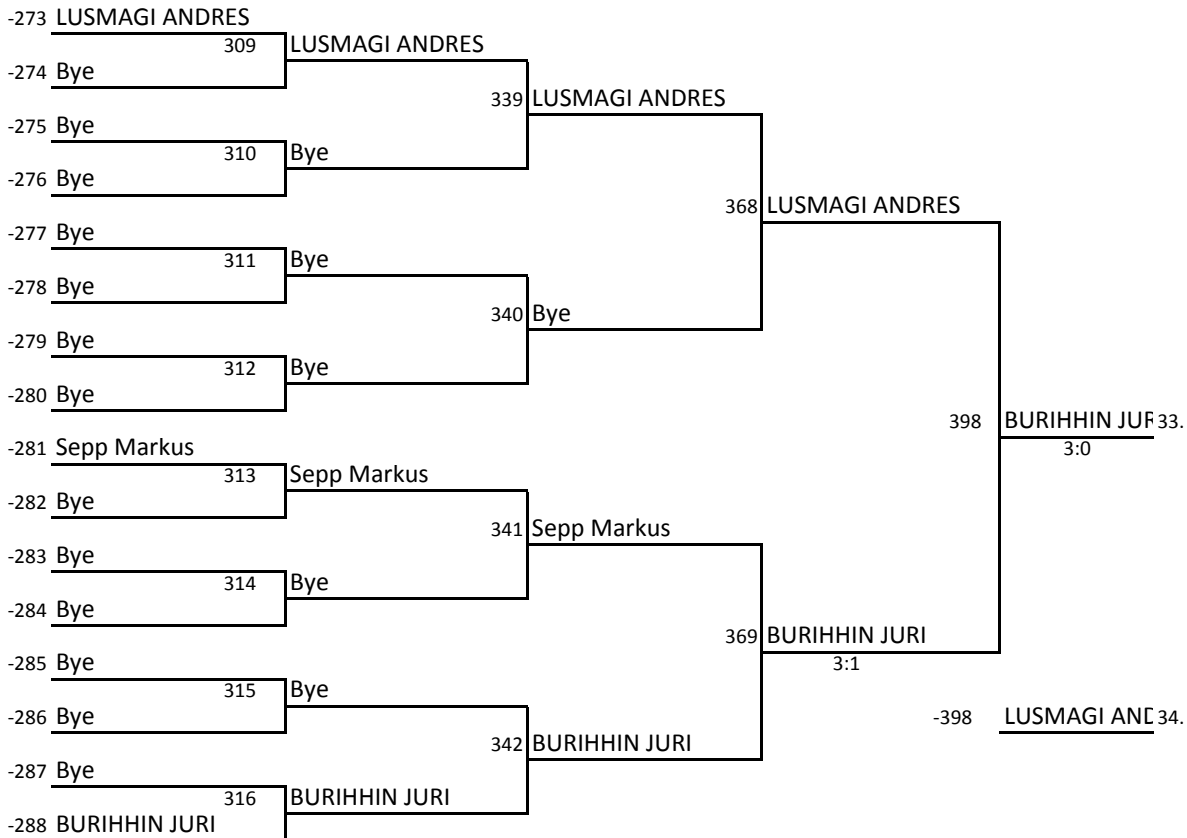 -273 LUSMAGI ANDRES
309 LUSMAGI ANDRES
-274 Bye
339 LUSMAGI ANDRES
-275 Bye
310 Bye
-276 Bye
368 LUSMAGI ANDRES
-277 Bye
311 Bye
-278 Bye
340 Bye
-279 Bye
312 Bye
-280 Bye
398 BURIHHIN JUR 33.
3:0
-281 Sepp Markus
313 Sepp Markus
-282 Bye
341 Sepp Markus
-283 Bye
314 Bye
-284 Bye
369 BURIHHIN JURI
3:1
-285 Bye
315 Bye
-286 Bye
-398 LUSMAGI AND 34.
342 BURIHHIN JURI
-287 Bye
316 BURIHHIN JURI
-288 BURIHHIN JURI